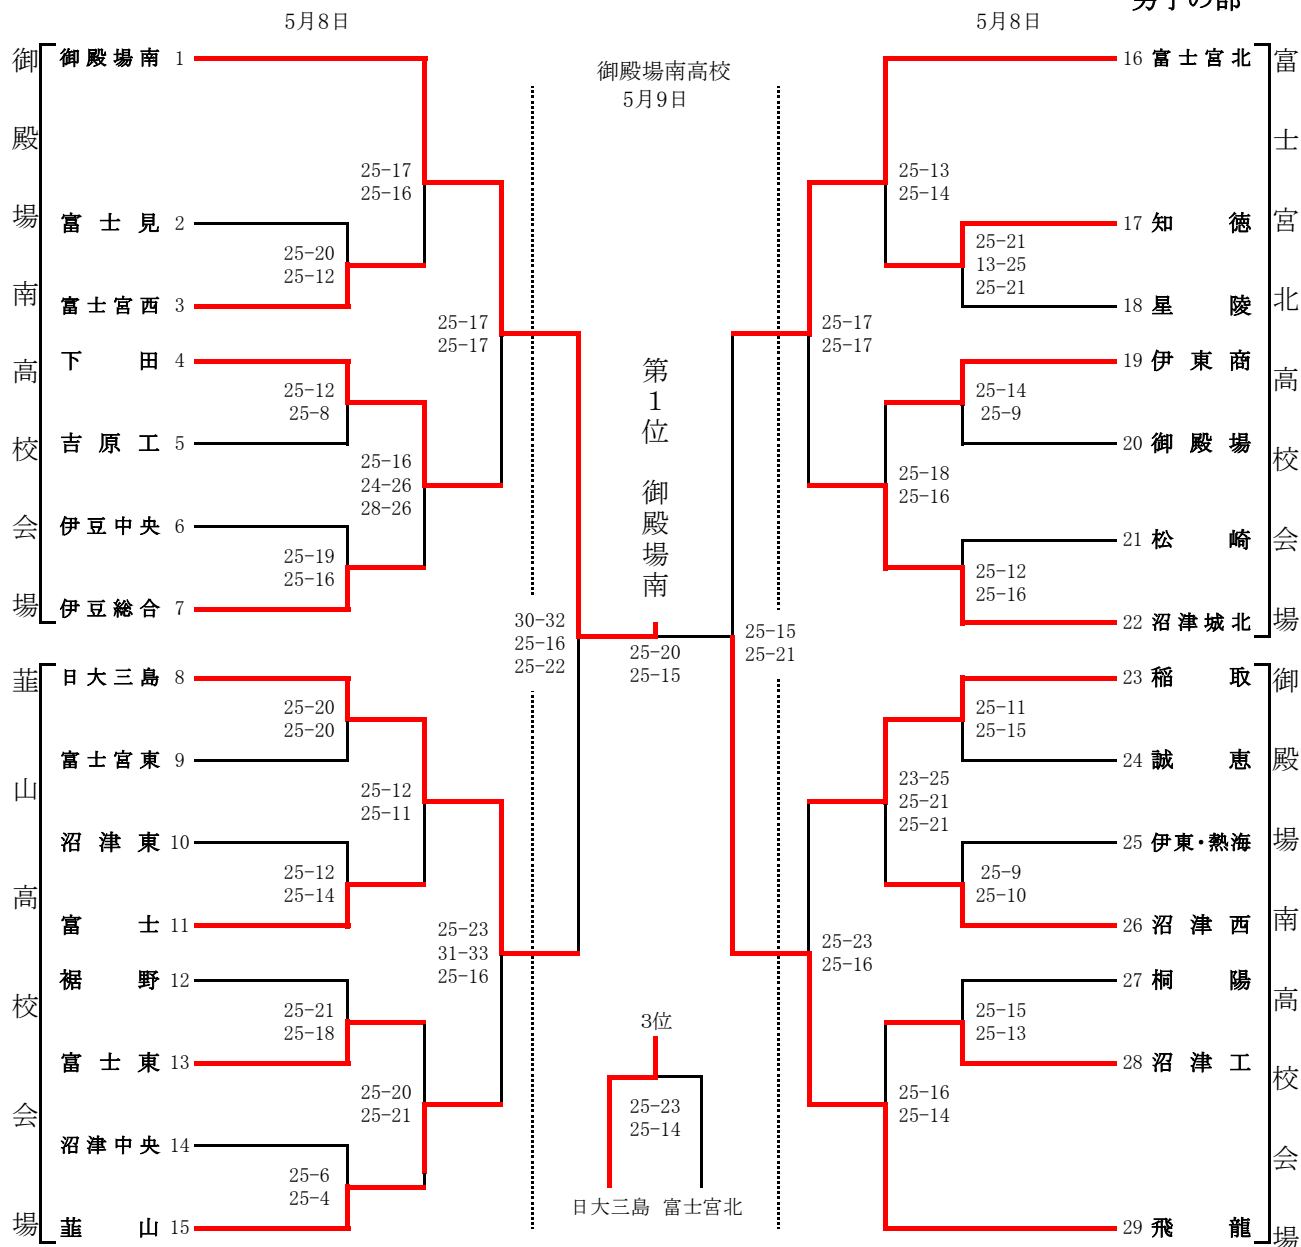 男子の部
5月8日
5月8日
御殿場南高校
5月9日
御殿場南高校会場
御殿場南 1
富士見 2
富士宮西 3
下田 4
吉原工 5
伊豆中央 6
伊豆総合 7
韮山高校会場
日大三島 8
富士宮東 9
沼津東 10
富士 11
裾野 12
富士東 13
沼津中央 14
韮山 15
25-20
25-12
25-12
25-8
25-19
25-16
25-20
25-20
25-12
25-14
25-21
25-18
25-6
25-4
25-17
25-16
25-16
24-26
28-26
25-12
25-11
25-20
25-21
25-17
25-17
25-23
31-33
25-16
30-32
25-16
25-22
第1位 御殿場南
25-20
25-15
3位
25-23
25-14
日大三島 富士宮北
25-15
25-21
25-17
25-17
25-23
25-16
25-13
25-14
25-18
25-16
23-25
25-21
25-21
25-16
25-14
25-21
13-25
25-21
25-14
25-9
25-12
25-16
25-11
25-15
25-9
25-10
25-15
25-13
16 富士宮北
17 知徳
18 星陵
19 伊東商
20 御殿場
21 松崎
22 沼津城北
富士宮北高校会場
23 稲取
24 誠恵
25 伊東・熱海
26 沼津西
27 桐陽
28 沼津工
29 飛龍
御殿場南高校会場